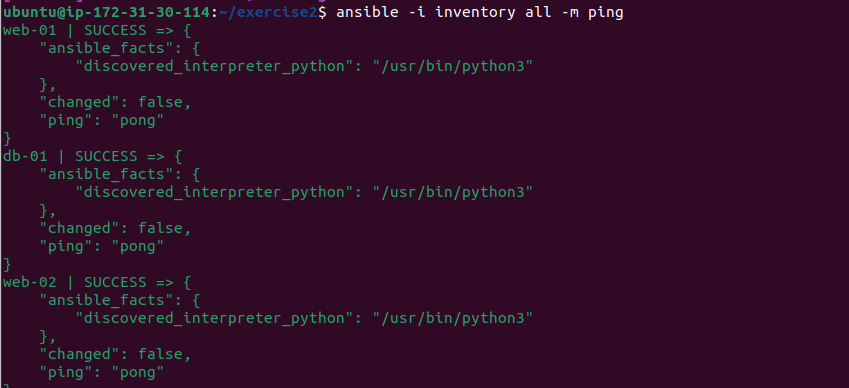 ubuntu@ip-172-31-30-114:~/exercise2$ ansible -i inventory all -m ping
web-01 | SUCCESS => {
    "ansible_facts": {
        "discovered_interpreter_python": "/usr/bin/python3"
    },
    "changed": false,
    "ping": "pong"
}
db-01 | SUCCESS => {
    "ansible_facts": {
        "discovered_interpreter_python": "/usr/bin/python3"
    },
    "changed": false,
    "ping": "pong"
}
web-02 | SUCCESS => {
    "ansible_facts": {
        "discovered_interpreter_python": "/usr/bin/python3"
    },
    "changed": false,
    "ping": "pong"
}